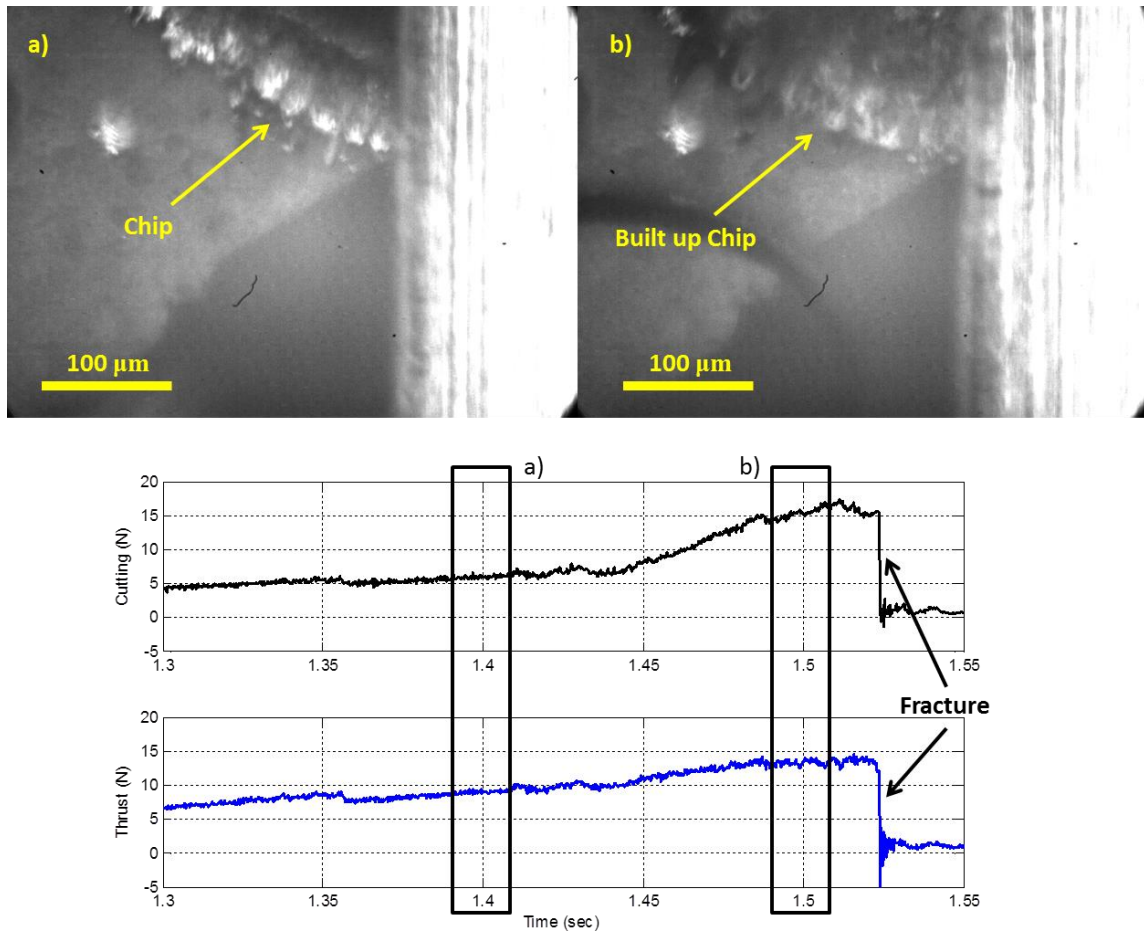 a)
b)
Chip
Built up Chip
100 µm
100 µm
a)
b)
20
15
10
5
0
-5
Cutting (N)
1.3
1.35
1.4
1.45
1.5
1.55
Fracture
20
15
10
5
0
-5
Thrust (N)
1.3
1.35
1.4
1.45
1.5
1.55
Time (sec)